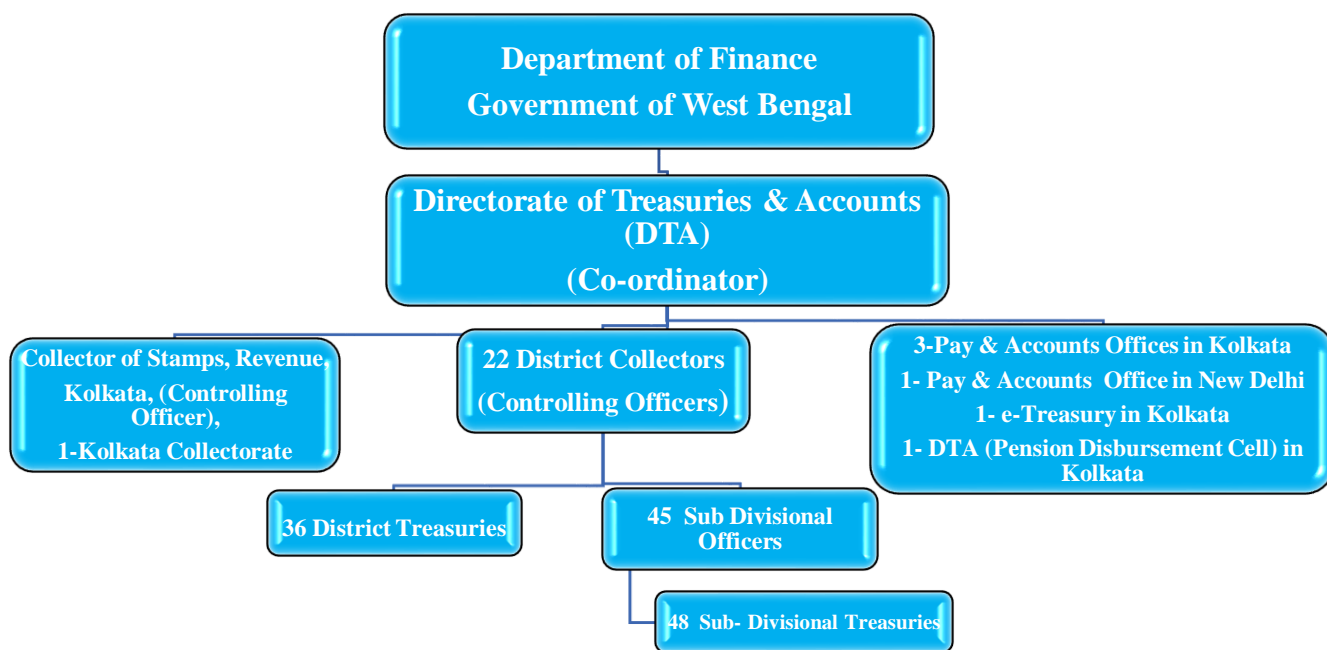 Department of Finance
Government of West Bengal
Directorate of Treasuries & Accounts
(DTA)
(Co-ordinator)
Collector of Stamps, Revenue,
Kolkata, (Controlling
Officer),
1-Kolkata Collectorate
22 District Collectors
(Controlling Officers)
3-Pay & Accounts Offices in Kolkata
1- Pay & Accounts Office in New Delhi
1- e-Treasury in Kolkata
1- DTA (Pension Disbursement Cell) in
Kolkata
36 District Treasuries
45 Sub Divisional
Officers
48 Sub- Divisional Treasuries